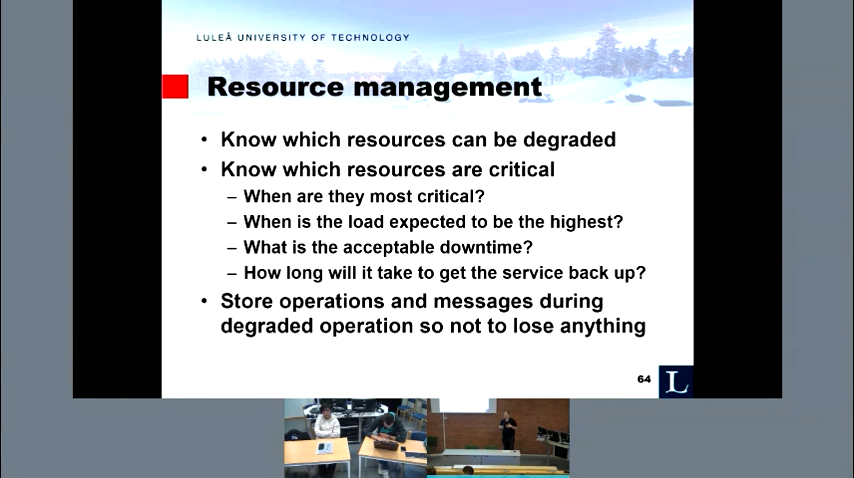 LULEÅ UNIVERSITY OF TECHNOLOGY
Resource management
• Know which resources can be degraded
• Know which resources are critical
– When are they most critical?
– When is the load expected to be the highest?
– What is the acceptable downtime?
– How long will it take to get the service back up?
• Store operations and messages during
degraded operation so not to lose anything
64
L